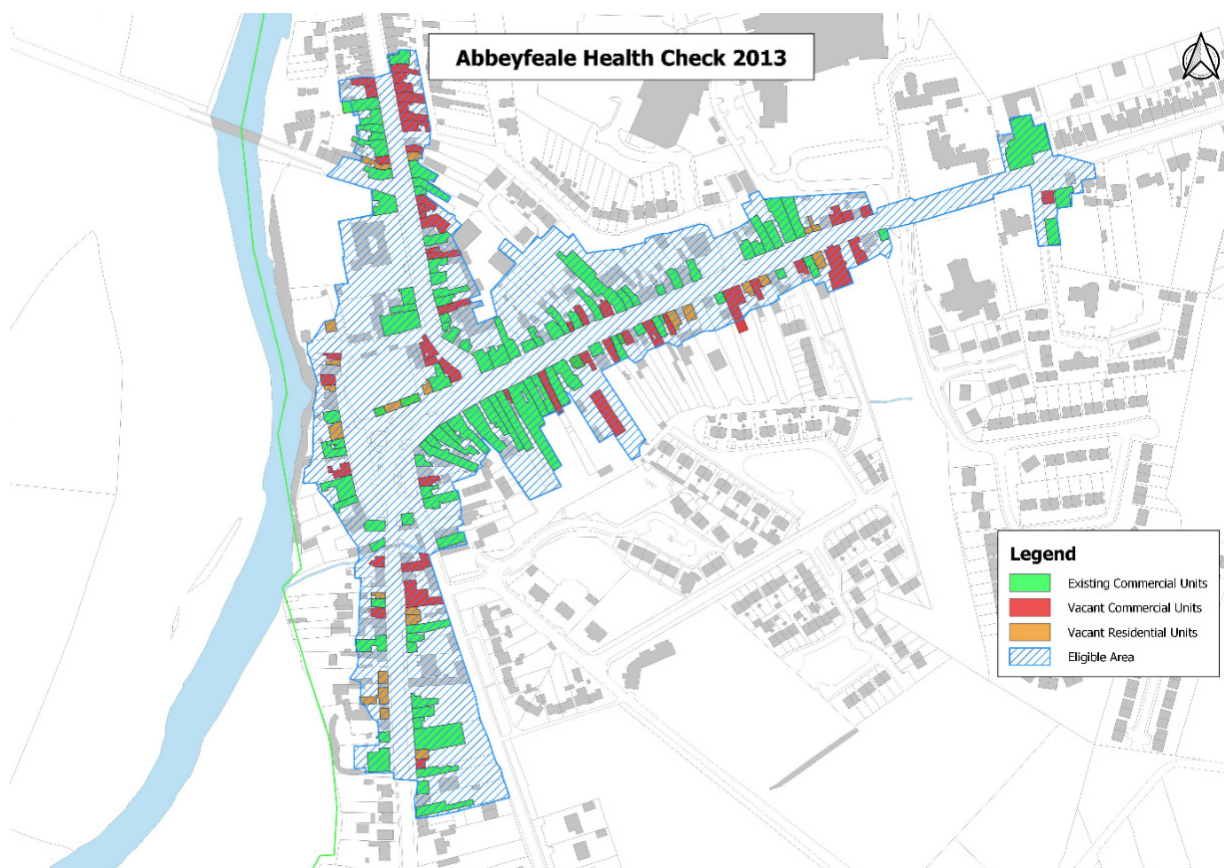 Abbeyfeale Health Check 2013
Legend
Existing Commercial Units
Vacant Commercial Units
Vacant Residential Units
Eligible Area